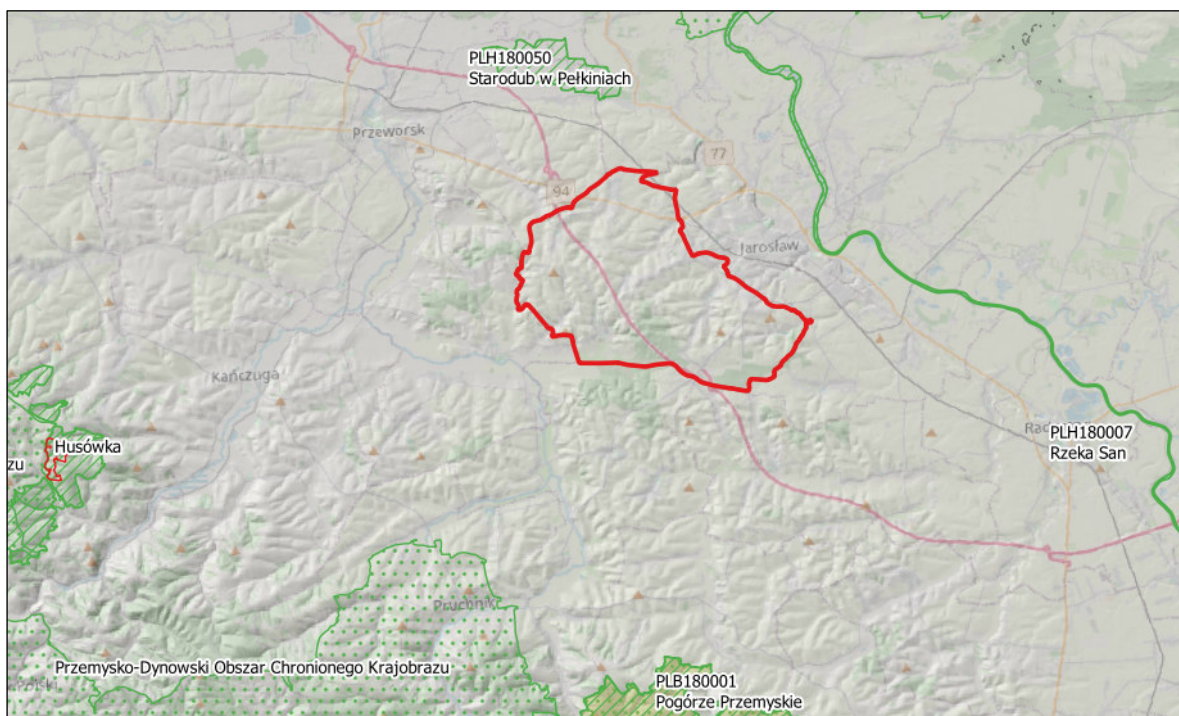 PLH180050
Starodub w Pełkiniach
Przeworsk
77
94
Jarosław
Kańczuga
Husówka
zu
PLH180007
Rzeka San
Pruchnik
Przemysko-Dynowski Obszar Chronionego Krajobrazu
PLB180001
Pogórze Przemyskie